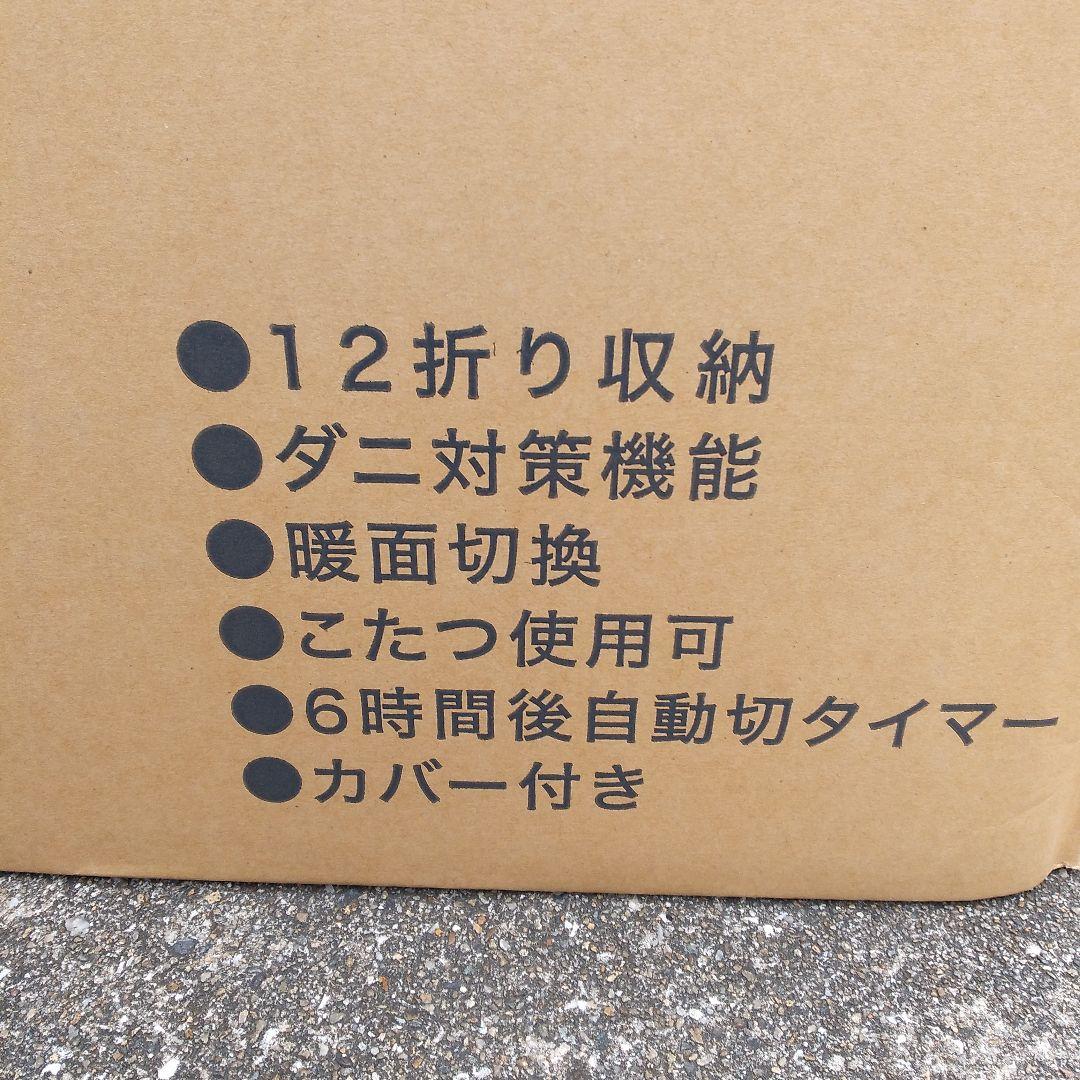 ●12折り収納
●ダニ対策機能
●暖面切換
●こたつ使用可
●6時間後自動切タイマー
●カバー付き